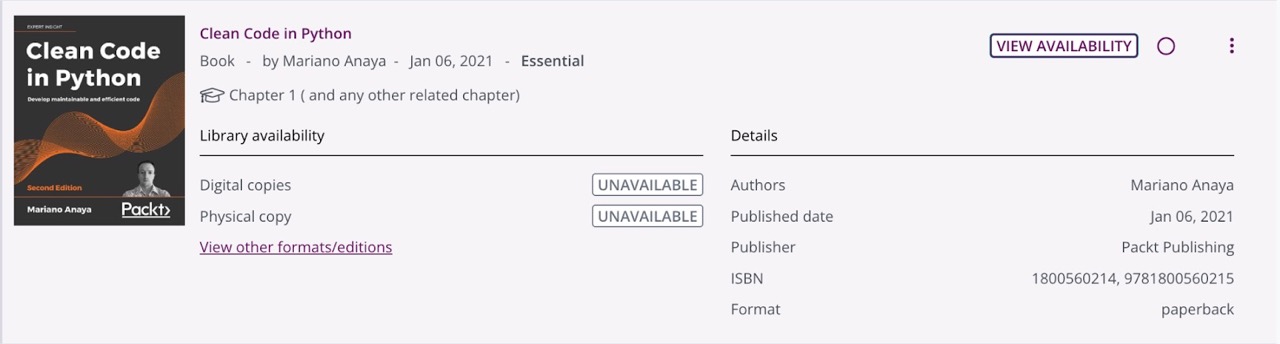 EXPERT INSIGHT
Clean Code
in Python
Develop maintainable and efficient code
Second Edition
Mariano Anaya
Packt>
Clean Code in Python
Book - by Mariano Anaya - Jan 06, 2021 - Essential
Chapter 1 ( and any other related chapter)
VIEW AVAILABILITY
Library availability
Digital copies UNAVAILABLE
Physical copy UNAVAILABLE
View other formats/editions
Details
Authors Mariano Anaya
Published date Jan 06, 2021
Publisher Packt Publishing
ISBN 1800560214, 9781800560215
Format paperback